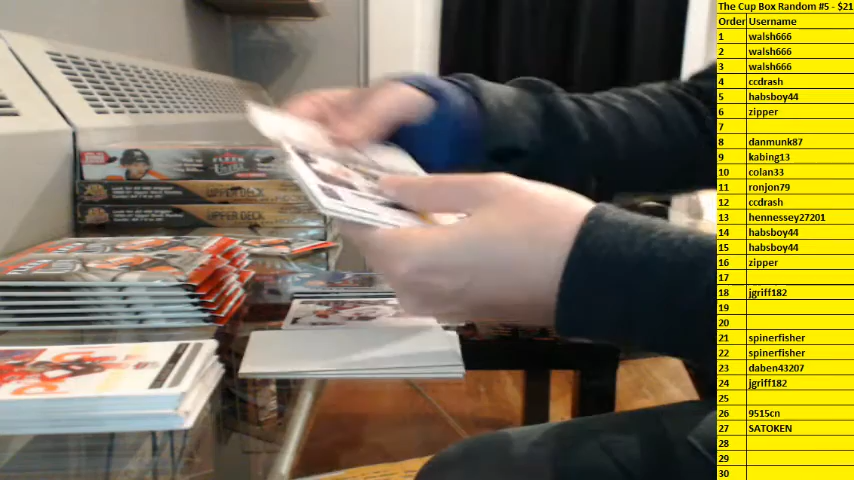 The Cup Box Random #5 - $21
Order Username
1 walsh666
2 walsh666
3 walsh666
4 ccdrash
5 habsboy44
6 zipper
7
8 danmunk87
9 kabing13
10 colan33
11 ronjon79
12 ccdrash
13 hennessey27201
14 habsboy44
15 habsboy44
16 zipper
17
18 jgriff182
19
20
21 spinerfisher
22 spinerfisher
23 daben43207
24 jgriff182
25
26 9515cn
27 SATOKEN
28
29
30
FLEER
UPPER DECK
UPPER DECK